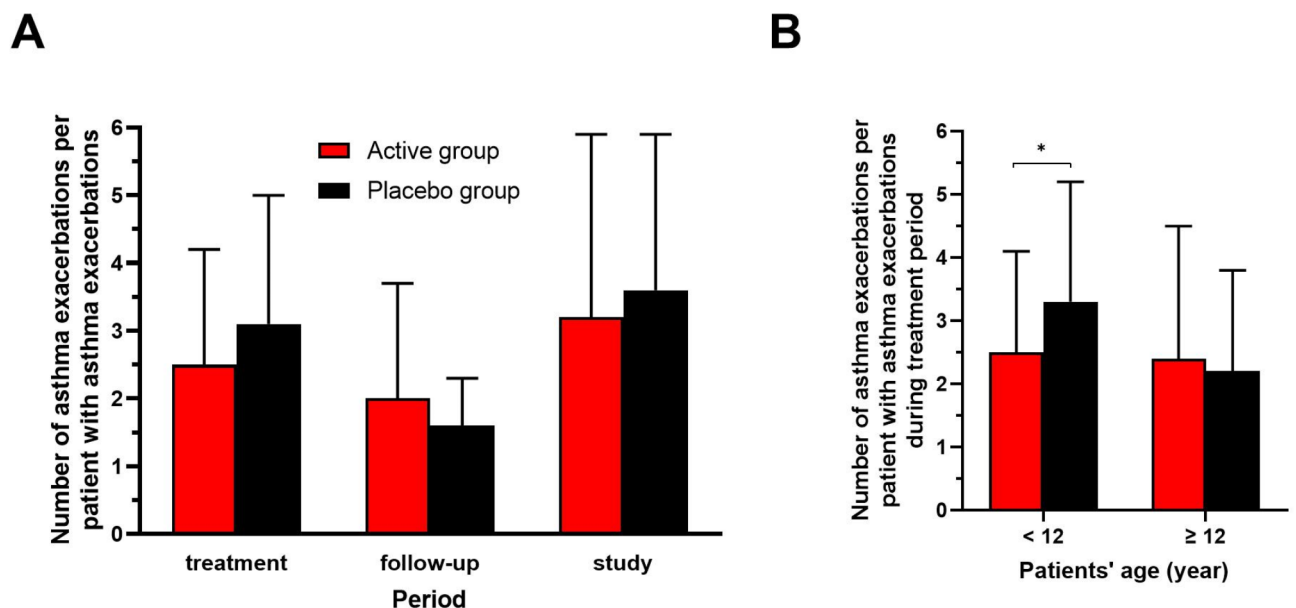 A
Number of asthma exacerbations per
patient with asthma exacerbations
6
5
4
3
2
1
0
Active group
Placebo group
treatment follow-up study
Period
B
Number of asthma exacerbations per
patient with asthma exacerbations
during treatment period
6
5
4
3
2
1
0
*
< 12 ≥ 12
Patients' age (year)